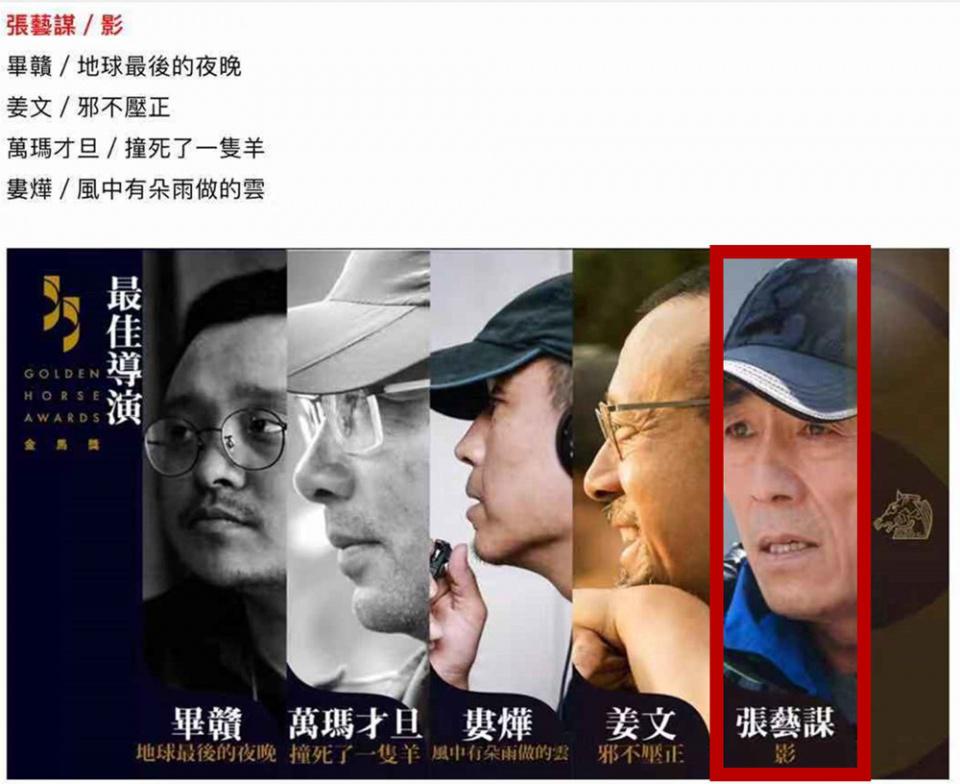 張藝謀 / 影
畢贛 / 地球最後的夜晚
姜文 / 邪不壓正
萬瑪才旦 / 撞死了一隻羊
婁燁 / 風中有朵雨做的雲
最佳導演
GOLDEN
HORSE
AWARDS
金馬獎
畢贛
地球最後的夜晚
萬瑪才旦
撞死了一隻羊
婁燁
風中有朵雨做的雲
姜文
邪不壓正
張藝謀
影